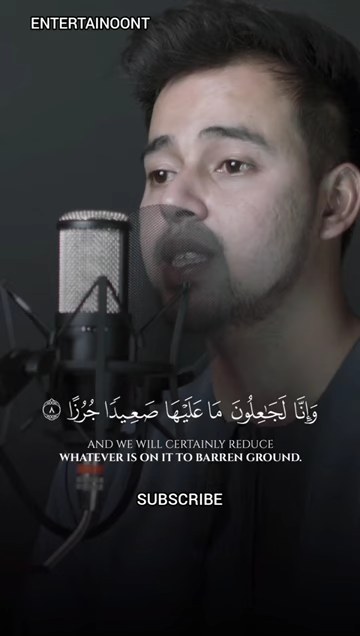 ENTERTAINOONT
وَإِنَّا لَجَـٰعِلُونَ مَا عَلَيْهَا صَعِيدًا جُرُزًا ٨
AND WE WILL CERTAINLY REDUCE
WHATEVER IS ON IT TO BARREN GROUND.
SUBSCRIBE